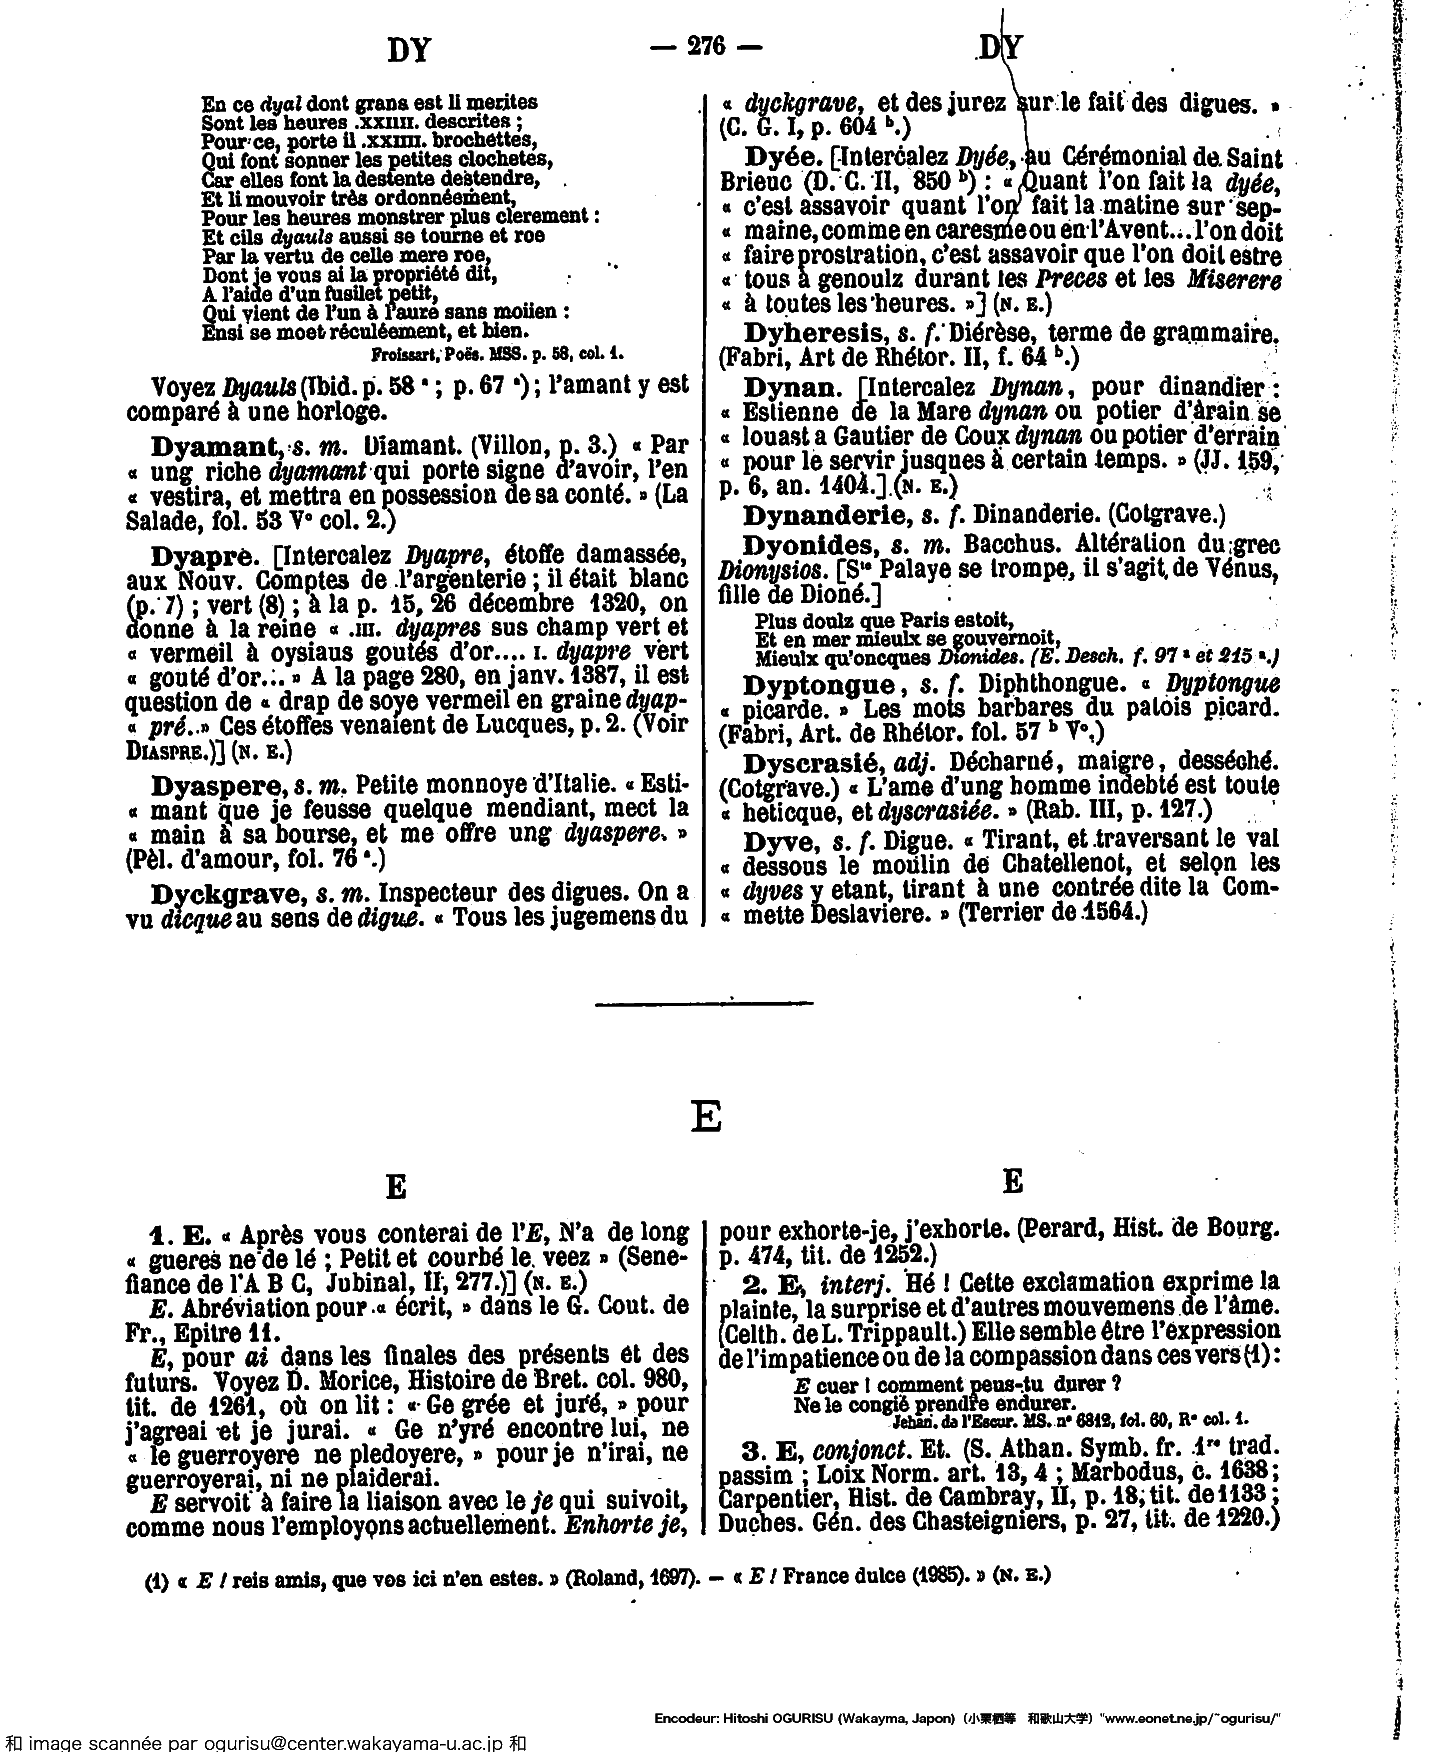 DY — 276 — DY
En ce dyal dont grans est li merites
Sont les heures .XXIIII. descrites ;
Pour ce, porte il .XXIIII. brochettes,
Qui font sonner les petites clochetes,
Car elles font la destente destendre,
Et li mouvoir très ordonnéement,
Pour les heures monstrer plus clerement :
Et cils dyauls aussi se tourne et roe
Par la vertu de celle mere roe,
Dont je vous ai la propriété dit,
A l'aide d'un fusilet petit,
Qui vient de l'un à l'aure sans moiien :
Ensi se moet réculéement, et bien.
Froissart, Poës. MSS. p. 58, col. 1.
Voyez Dyauls (Ibid. p. 58 ª ; p. 67 ª) ; l'amant y est
comparé à une horloge.
Dyamant, s. m. Diamant. (Villon, p. 3.) « Par
« ung riche dyamant qui porte signe d'avoir, l'en
« vestira, et mettra en possession de sa conté. » (La
Salade, fol. 53 V° col. 2.)
Dyapre. [Intercalez Dyapre, étoffe damassée,
aux Nouv. Comptes de l'argenterie ; il était blanc
(p. 7) ; vert (8) ; à la p. 15, 26 décembre 1320, on
donne à la reine « .III. dyapres sus champ vert et
« vermeil à oysiaus goutés d'or.... I. dyapre vert
« gouté d'or... » A la page 280, en janv. 1387, il est
question de « drap de soye vermeil en graine dyap-
« pré.. » Ces étoffes venaient de Lucques, p. 2. (Voir
DIASPRE.)] (N. E.)
Dyaspere, s. m. Petite monnoye d'Italie. « Esti-
« mant que je feusse quelque mendiant, mect la
« main à sa bourse, et me offre ung dyaspere. »
(Pèl. d'amour, fol. 76 ª.)
Dyckgrave, s. m. Inspecteur des digues. On a
vu dicque au sens de digue. « Tous les jugemens du
« dyckgrave, et des jurez sur le fait des digues. »
(C. G. I, p. 604 b.)
Dyée. [Intercalez Dyée, au Cérémonial de Saint
Brieuc (D. C. II, 850 b) : « Quant l'on fait la dyée,
« c'est assavoir quant l'on fait la matine sur sep-
« maine, comme en caresme ou en l'Avent... l'on doit
« faire prostration, c'est assavoir que l'on doit estre
« tous à genoulz durant les Preces et les Miserere
« à toutes les heures. »] (N. E.)
Dyheresis, s. f. Diérèse, terme de grammaire.
(Fabri, Art de Rhétor. II, f. 64 b.)
Dynan. [Intercalez Dynan, pour dinandier :
« Estienne de la Mare dynan ou potier d'arain se
« louast a Gautier de Coux dynan ou potier d'errain
« pour le servir jusques à certain temps. » (JJ. 159,
p. 6, an. 1404.] (N. E.)
Dynanderie, s. f. Dinanderie. (Cotgrave.)
Dyonides, s. m. Bacchus. Altération du grec
Dionysios. [Ste Palaye se trompe, il s'agit de Vénus,
fille de Dioné.]
Plus doulz que Paris estoit,
Et en mer mieulx se gouvernoit,
Mieulx qu'oncques Dionides. (E. Desch. f. 97 ª et 215 ª.)
Dyptongue, s. f. Diphthongue. « Dyptongue
« picarde. » Les mots barbares du patois picard.
(Fabri, Art. de Rhétor. fol. 57 b V°.)
Dyscrasié, adj. Décharné, maigre, desséché.
(Cotgrave.) « L'ame d'ung homme indebté est toute
« heticque, et dyscrasiée. » (Rab. III, p. 127.)
Dyve, s. f. Digue. « Tirant, et traversant le val
« dessous le moulin de Chatellenot, et selon les
« dyves y etant, tirant à une contrée dite la Com-
« mette Deslaviere. » (Terrier de 1564.)
E
E E
1. E. « Après vous conterai de l'E, N'a de long
« gueres ne de lé ; Petit et courbé le veez » (Sene-
fiance de l'A B C, Jubinal, II, 277.)] (N. E.)
E. Abréviation pour « écrit, » dans le G. Cout. de
Fr., Epitre 11.
E, pour ai dans les finales des présents et des
futurs. Voyez D. Morice, Histoire de Bret. col. 980,
tit. de 1261, où on lit : « Ge grée et juré, » pour
j'agreai et je jurai. « Ge n'yré encontre lui, ne
« le guerroyere ne pledoyere, » pour je n'irai, ne
guerroyerai, ni ne plaiderai.
E servoit à faire la liaison avec le je qui suivoit,
comme nous l'employons actuellement. Enhorte je,
pour exhorte-je, j'exhorte. (Perard, Hist. de Bourg.
p. 474, tit. de 1252.)
2. E, interj. Hé ! Cette exclamation exprime la
plainte, la surprise et d'autres mouvemens de l'âme.
(Celth. de L. Trippault.) Elle semble être l'expression
de l'impatience ou de la compassion dans ces vers (1) :
E cuer ! comment peus-tu durer ?
Ne le congié prendre endurer.
Jehan. de l'Escur. MS. n° 6812, fol. 60, R° col. 1.
3. E, conjonct. Et. (S. Athan. Symb. fr. 1re trad.
passim ; Loix Norm. art. 13, 4 ; Marbodus, c. 1638 ;
Carpentier, Hist. de Cambray, II, p. 18, tit. de 1133 ;
Duches. Gén. des Chasteigniers, p. 27, tit. de 1220.)
(1) « E ! reis amis, que vos ici n'en estes. » (Roland, 1697). — « E ! France dulce (1985). » (N. E.)
Encodeur: Hitoshi OGURISU (Wakayma, Japon) (小栗栖等 和歌山大学) "www.eonet.ne.jp/~ogurisu/"
和 image scannée par ogurisu@center.wakayama-u.ac.jp 和